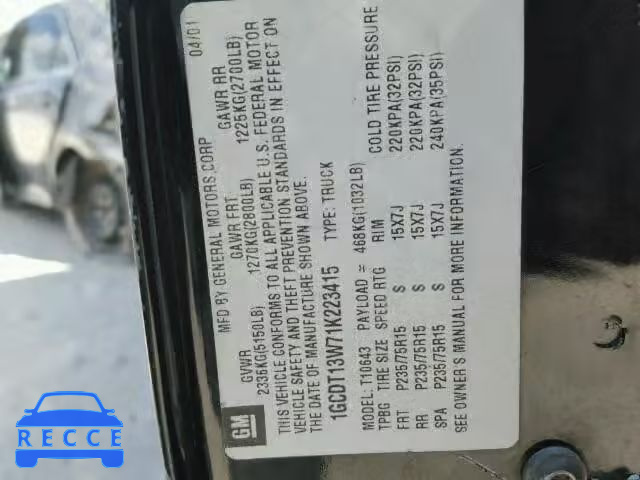 MFD BY GENERAL MOTORS CORP 04/01
GVWR GAWR FRT GAWR RR
2335KG(5150LB) 1270KG(2800LB) 1225KG(2700LB)
THIS VEHICLE CONFORMS TO ALL APPLICABLE U.S. FEDERAL MOTOR
VEHICLE SAFETY AND THEFT PREVENTION STANDARDS IN EFFECT ON
THE DATE OF MANUFACTURE SHOWN ABOVE.
1GCDT13W71K223415 TYPE: TRUCK
MODEL: T10643 PAYLOAD = 468KG(1032LB)
TPBG TIRE SIZE SPEED RTG RIM COLD TIRE PRESSURE
FRT P235/75R15 S 15X7J 220KPA(32PSI)
RR P235/75R15 S 15X7J 220KPA(32PSI)
SPA P235/75R15 S 15X7J 240KPA(35PSI)
SEE OWNER'S MANUAL FOR MORE INFORMATION.
GM
RECCE